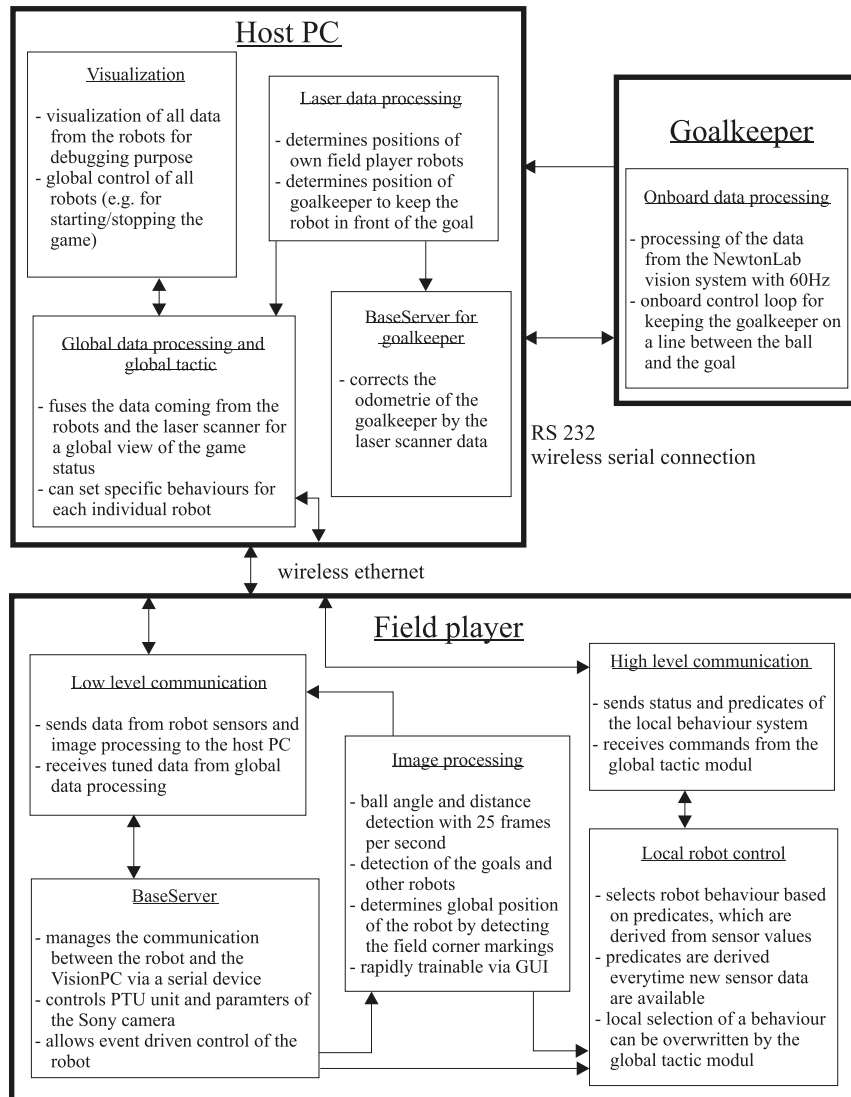 Host PC
Visualization
- visualization of all data
from the robots for
debugging purpose
- global control of all
robots (e.g. for
starting/stopping the
game)
Laser data processing
- determines positions of
own field player robots
- determines position of
goalkeeper to keep the
robot in front of the goal
Global data processing and
global tactic
- fuses the data coming from the
robots and the laser scanner for
a global view of the game
status
- can set specific behaviours for
each individual robot
BaseServer for
goalkeeper
- corrects the
odometrie of the
goalkeeper by the
laser scanner data
Goalkeeper
Onboard data processing
- processing of the data
from the NewtonLab
vision system with 60Hz
- onboard control loop for
keeping the goalkeeper on
a line between the ball
and the goal
RS 232
wireless serial connection
wireless ethernet
Field player
Low level communication
- sends data from robot sensors and
image processing to the host PC
- receives tuned data from global
data processing
BaseServer
- manages the communication
between the robot and the
VisionPC via a serial device
- controls PTU unit and paramters of
the Sony camera
- allows event driven control of the
robot
Image processing
- ball angle and distance
detection with 25 frames
per second
- detection of the goals and
other robots
- determines global position
of the robot by detecting
the field corner markings
- rapidly trainable via GUI
High level communication
- sends status and predicates of
the local behaviour system
- receives commands from the
global tactic modul
Local robot control
- selects robot behaviour based
on predicates, which are
derived from sensor values
- predicates are derived
everytime new sensor data
are available
- local selection of a behaviour
can be overwritten by the
global tactic modul